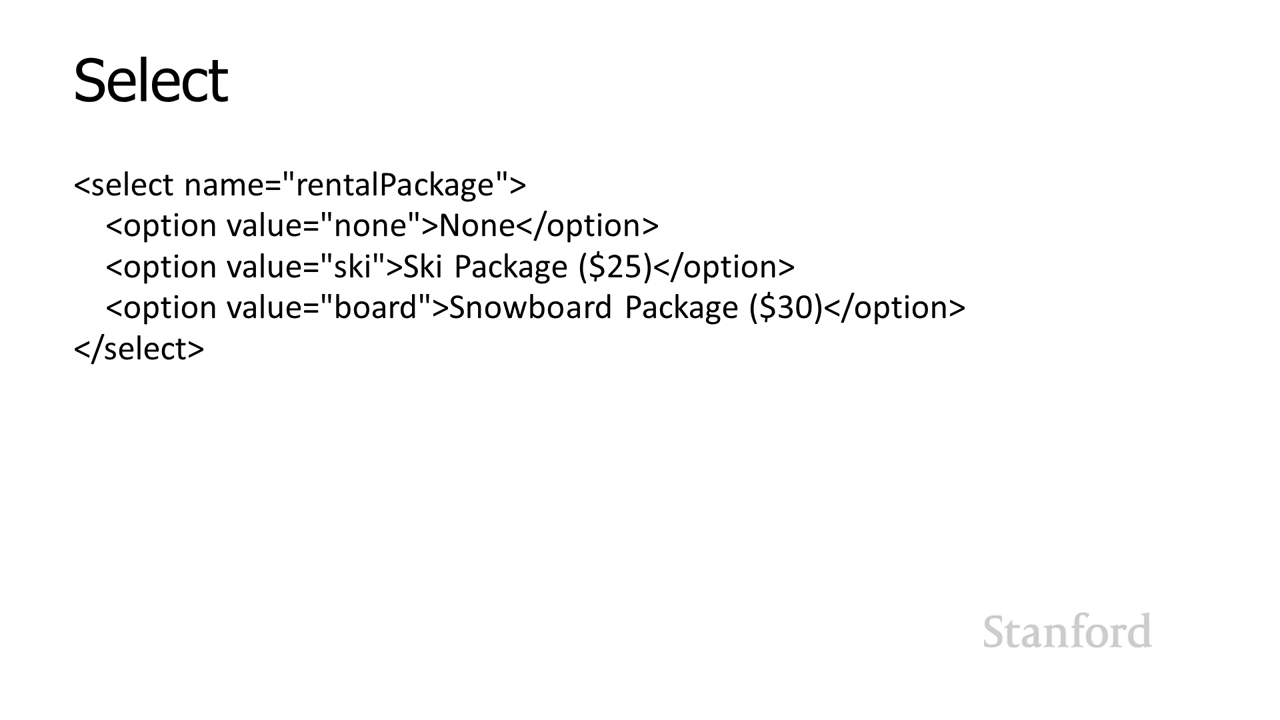 Select
<select name="rentalPackage">
<option value="none">None</option>
<option value="ski">Ski Package ($25)</option>
<option value="board">Snowboard Package ($30)</option>
</select>
Stanford